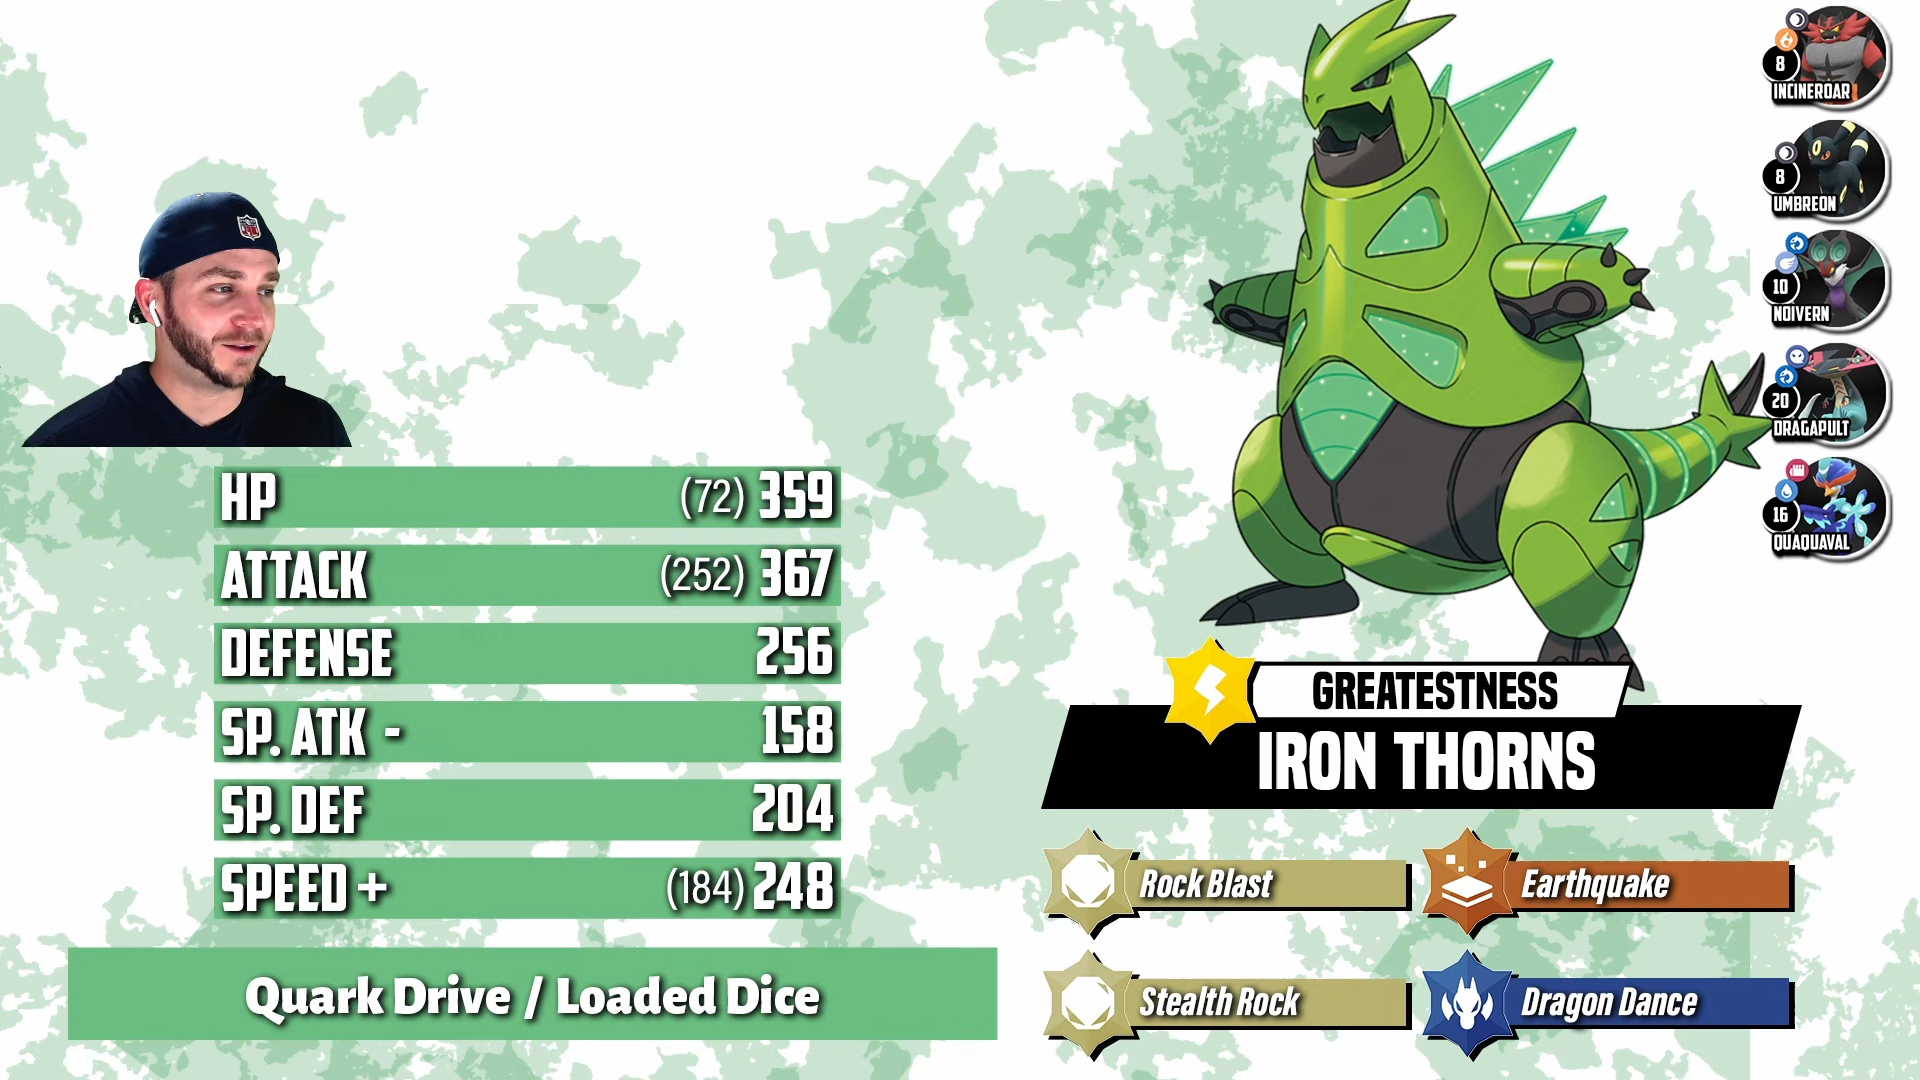 8
INCINEROAR
8
UMBREON
10
NOIVERN
20
DRAGAPULT
16
QUAQUAVAL
HP (72) 359
ATTACK (252) 367
DEFENSE 256
SP. ATK - 158
SP. DEF 204
SPEED + (184) 248
Quark Drive / Loaded Dice
GREATESTNESS
IRON THORNS
Rock Blast
Earthquake
Stealth Rock
Dragon Dance